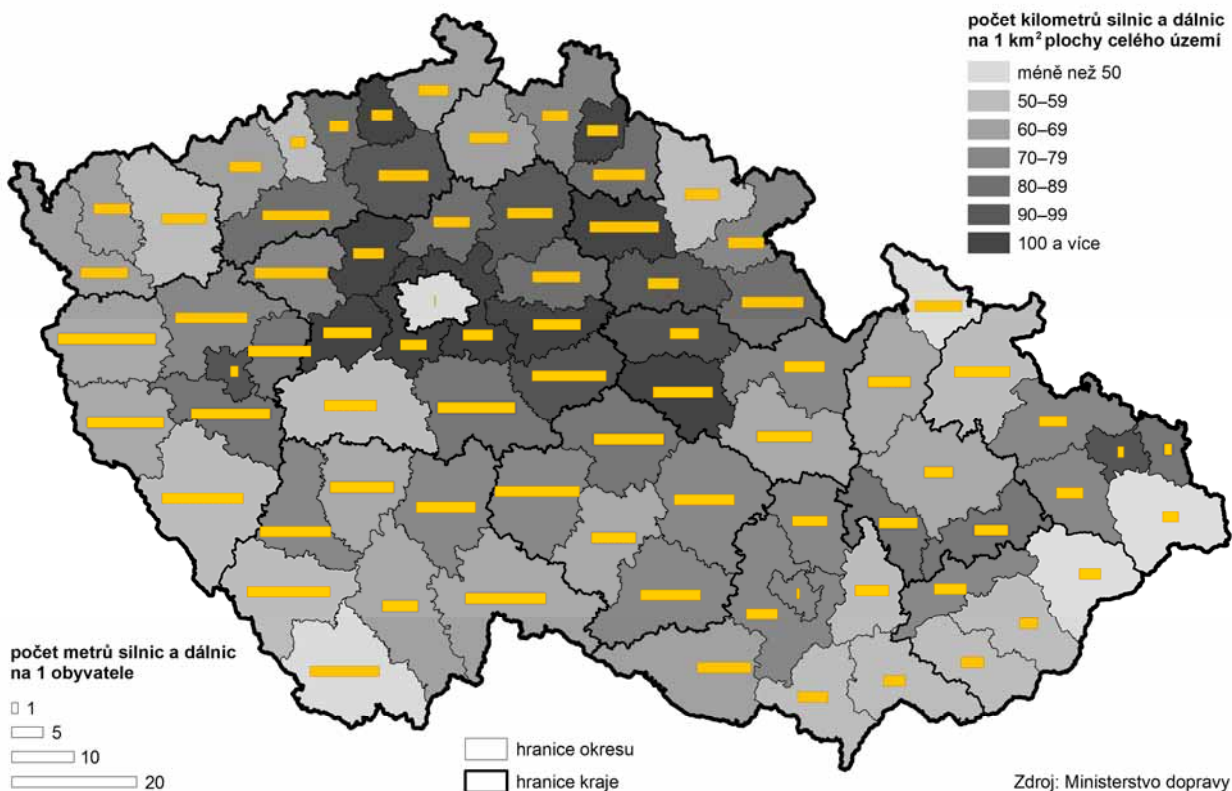 počet kilometrů silnic a dálnic
na 1 km² plochy celého území
méně než 50
50–59
60–69
70–79
80–89
90–99
100 a více
počet metrů silnic a dálnic
na 1 obyvatele
1
5
10
20
hranice okresu
hranice kraje
Zdroj: Ministerstvo dopravy